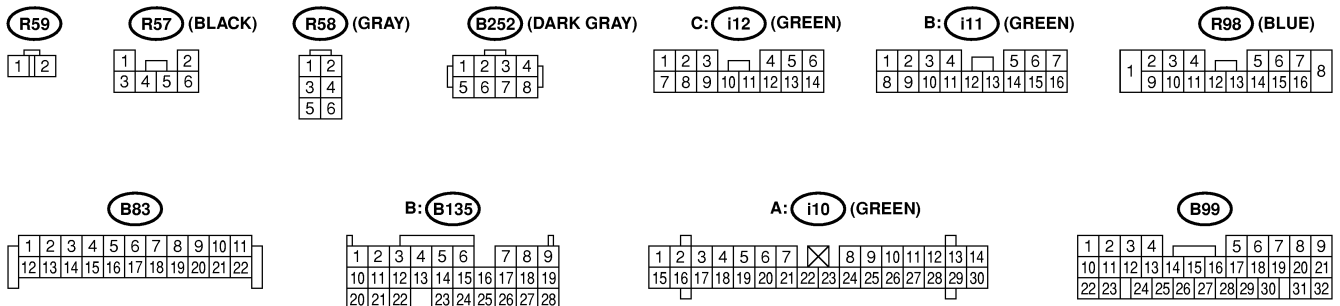 R59 R57 (BLACK) R58 (GRAY) B252 (DARK GRAY) C: i12 (GREEN) B: i11 (GREEN) R98 (BLUE)
1 2
1 2
3 4 5 6
1 2
3 4
5 6
1 2 3 4
5 6 7 8
1 2 3 4 5 6
7 8 9 10 11 12 13 14
1 2 3 4 5 6 7
8 9 10 11 12 13 14 15 16
1 2 3 4 5 6 7 8
9 10 11 12 13 14 15 16
B83 B: B135 A: i10 (GREEN) B99
1 2 3 4 5 6 7 8 9 10 11
12 13 14 15 16 17 18 19 20 21 22
1 2 3 4 5 6 7 8 9
10 11 12 13 14 15 16 17 18 19
20 21 22 23 24 25 26 27 28
1 2 3 4 5 6 7 8 9 10 11 12 13 14
15 16 17 18 19 20 21 22 23 24 25 26 27 28 29 30
1 2 3 4 5 6 7 8 9
10 11 12 13 14 15 16 17 18 19 20 21
22 23 24 25 26 27 28 29 30 31 32